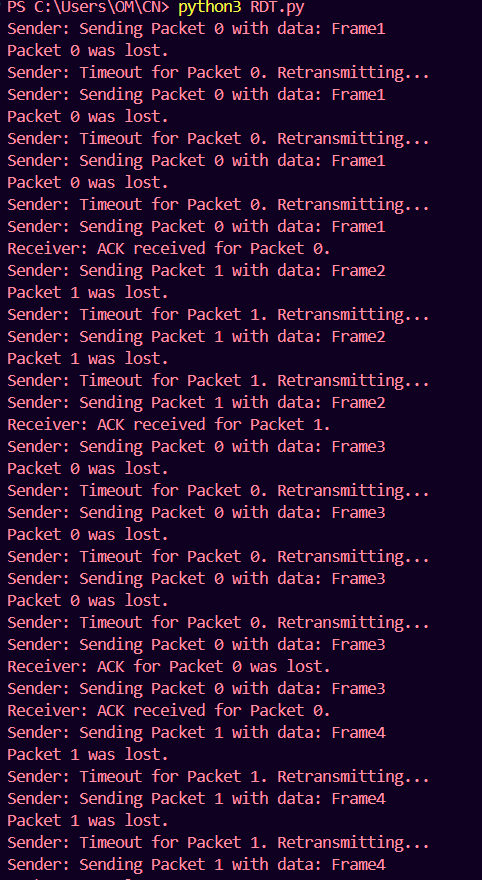 PS C:\Users\OM\CN> python3 RDT.py
Sender: Sending Packet 0 with data: Frame1
Packet 0 was lost.
Sender: Timeout for Packet 0. Retransmitting...
Sender: Sending Packet 0 with data: Frame1
Packet 0 was lost.
Sender: Timeout for Packet 0. Retransmitting...
Sender: Sending Packet 0 with data: Frame1
Packet 0 was lost.
Sender: Timeout for Packet 0. Retransmitting...
Sender: Sending Packet 0 with data: Frame1
Receiver: ACK received for Packet 0.
Sender: Sending Packet 1 with data: Frame2
Packet 1 was lost.
Sender: Timeout for Packet 1. Retransmitting...
Sender: Sending Packet 1 with data: Frame2
Packet 1 was lost.
Sender: Timeout for Packet 1. Retransmitting...
Sender: Sending Packet 1 with data: Frame2
Receiver: ACK received for Packet 1.
Sender: Sending Packet 0 with data: Frame3
Packet 0 was lost.
Sender: Timeout for Packet 0. Retransmitting...
Sender: Sending Packet 0 with data: Frame3
Packet 0 was lost.
Sender: Timeout for Packet 0. Retransmitting...
Sender: Sending Packet 0 with data: Frame3
Packet 0 was lost.
Sender: Timeout for Packet 0. Retransmitting...
Sender: Sending Packet 0 with data: Frame3
Receiver: ACK for Packet 0 was lost.
Sender: Sending Packet 0 with data: Frame3
Receiver: ACK received for Packet 0.
Sender: Sending Packet 1 with data: Frame4
Packet 1 was lost.
Sender: Timeout for Packet 1. Retransmitting...
Sender: Sending Packet 1 with data: Frame4
Packet 1 was lost.
Sender: Timeout for Packet 1. Retransmitting...
Sender: Sending Packet 1 with data: Frame4